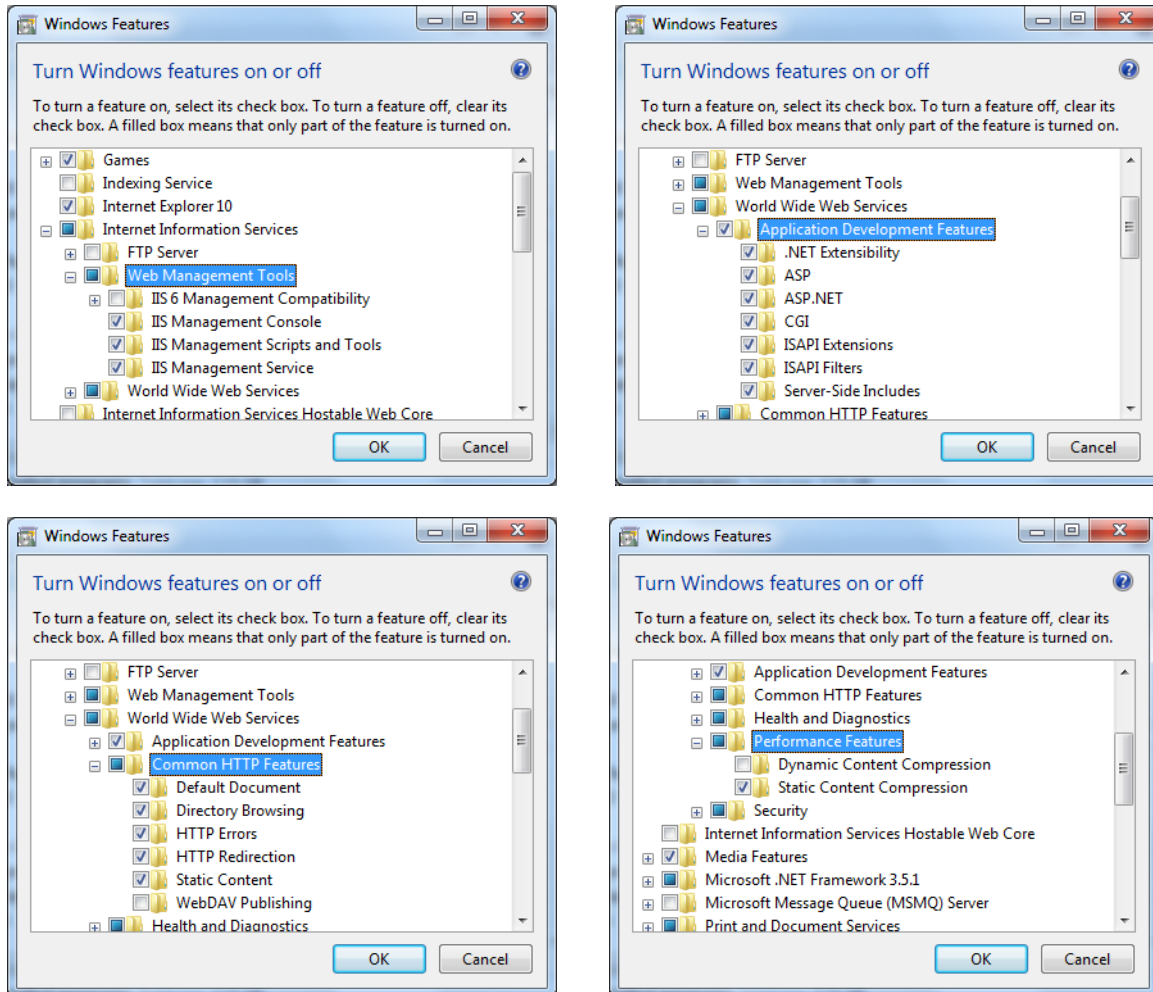 Windows Features
Turn Windows features on or off
To turn a feature on, select its check box. To turn a feature off, clear its
check box. A filled box means that only part of the feature is turned on.
Games
Indexing Service
Internet Explorer 10
Internet Information Services
FTP Server
Web Management Tools
IIS 6 Management Compatibility
IIS Management Console
IIS Management Scripts and Tools
IIS Management Service
World Wide Web Services
Internet Information Services Hostable Web Core
OK
Cancel
Windows Features
Turn Windows features on or off
To turn a feature on, select its check box. To turn a feature off, clear its
check box. A filled box means that only part of the feature is turned on.
FTP Server
Web Management Tools
World Wide Web Services
Application Development Features
.NET Extensibility
ASP
ASP.NET
CGI
ISAPI Extensions
ISAPI Filters
Server-Side Includes
Common HTTP Features
OK
Cancel
Windows Features
Turn Windows features on or off
To turn a feature on, select its check box. To turn a feature off, clear its
check box. A filled box means that only part of the feature is turned on.
FTP Server
Web Management Tools
World Wide Web Services
Application Development Features
Common HTTP Features
Default Document
Directory Browsing
HTTP Errors
HTTP Redirection
Static Content
WebDAV Publishing
Health and Diagnostics
OK
Cancel
Windows Features
Turn Windows features on or off
To turn a feature on, select its check box. To turn a feature off, clear its
check box. A filled box means that only part of the feature is turned on.
Application Development Features
Common HTTP Features
Health and Diagnostics
Performance Features
Dynamic Content Compression
Static Content Compression
Security
Internet Information Services Hostable Web Core
Media Features
Microsoft .NET Framework 3.5.1
Microsoft Message Queue (MSMQ) Server
Print and Document Services
OK
Cancel